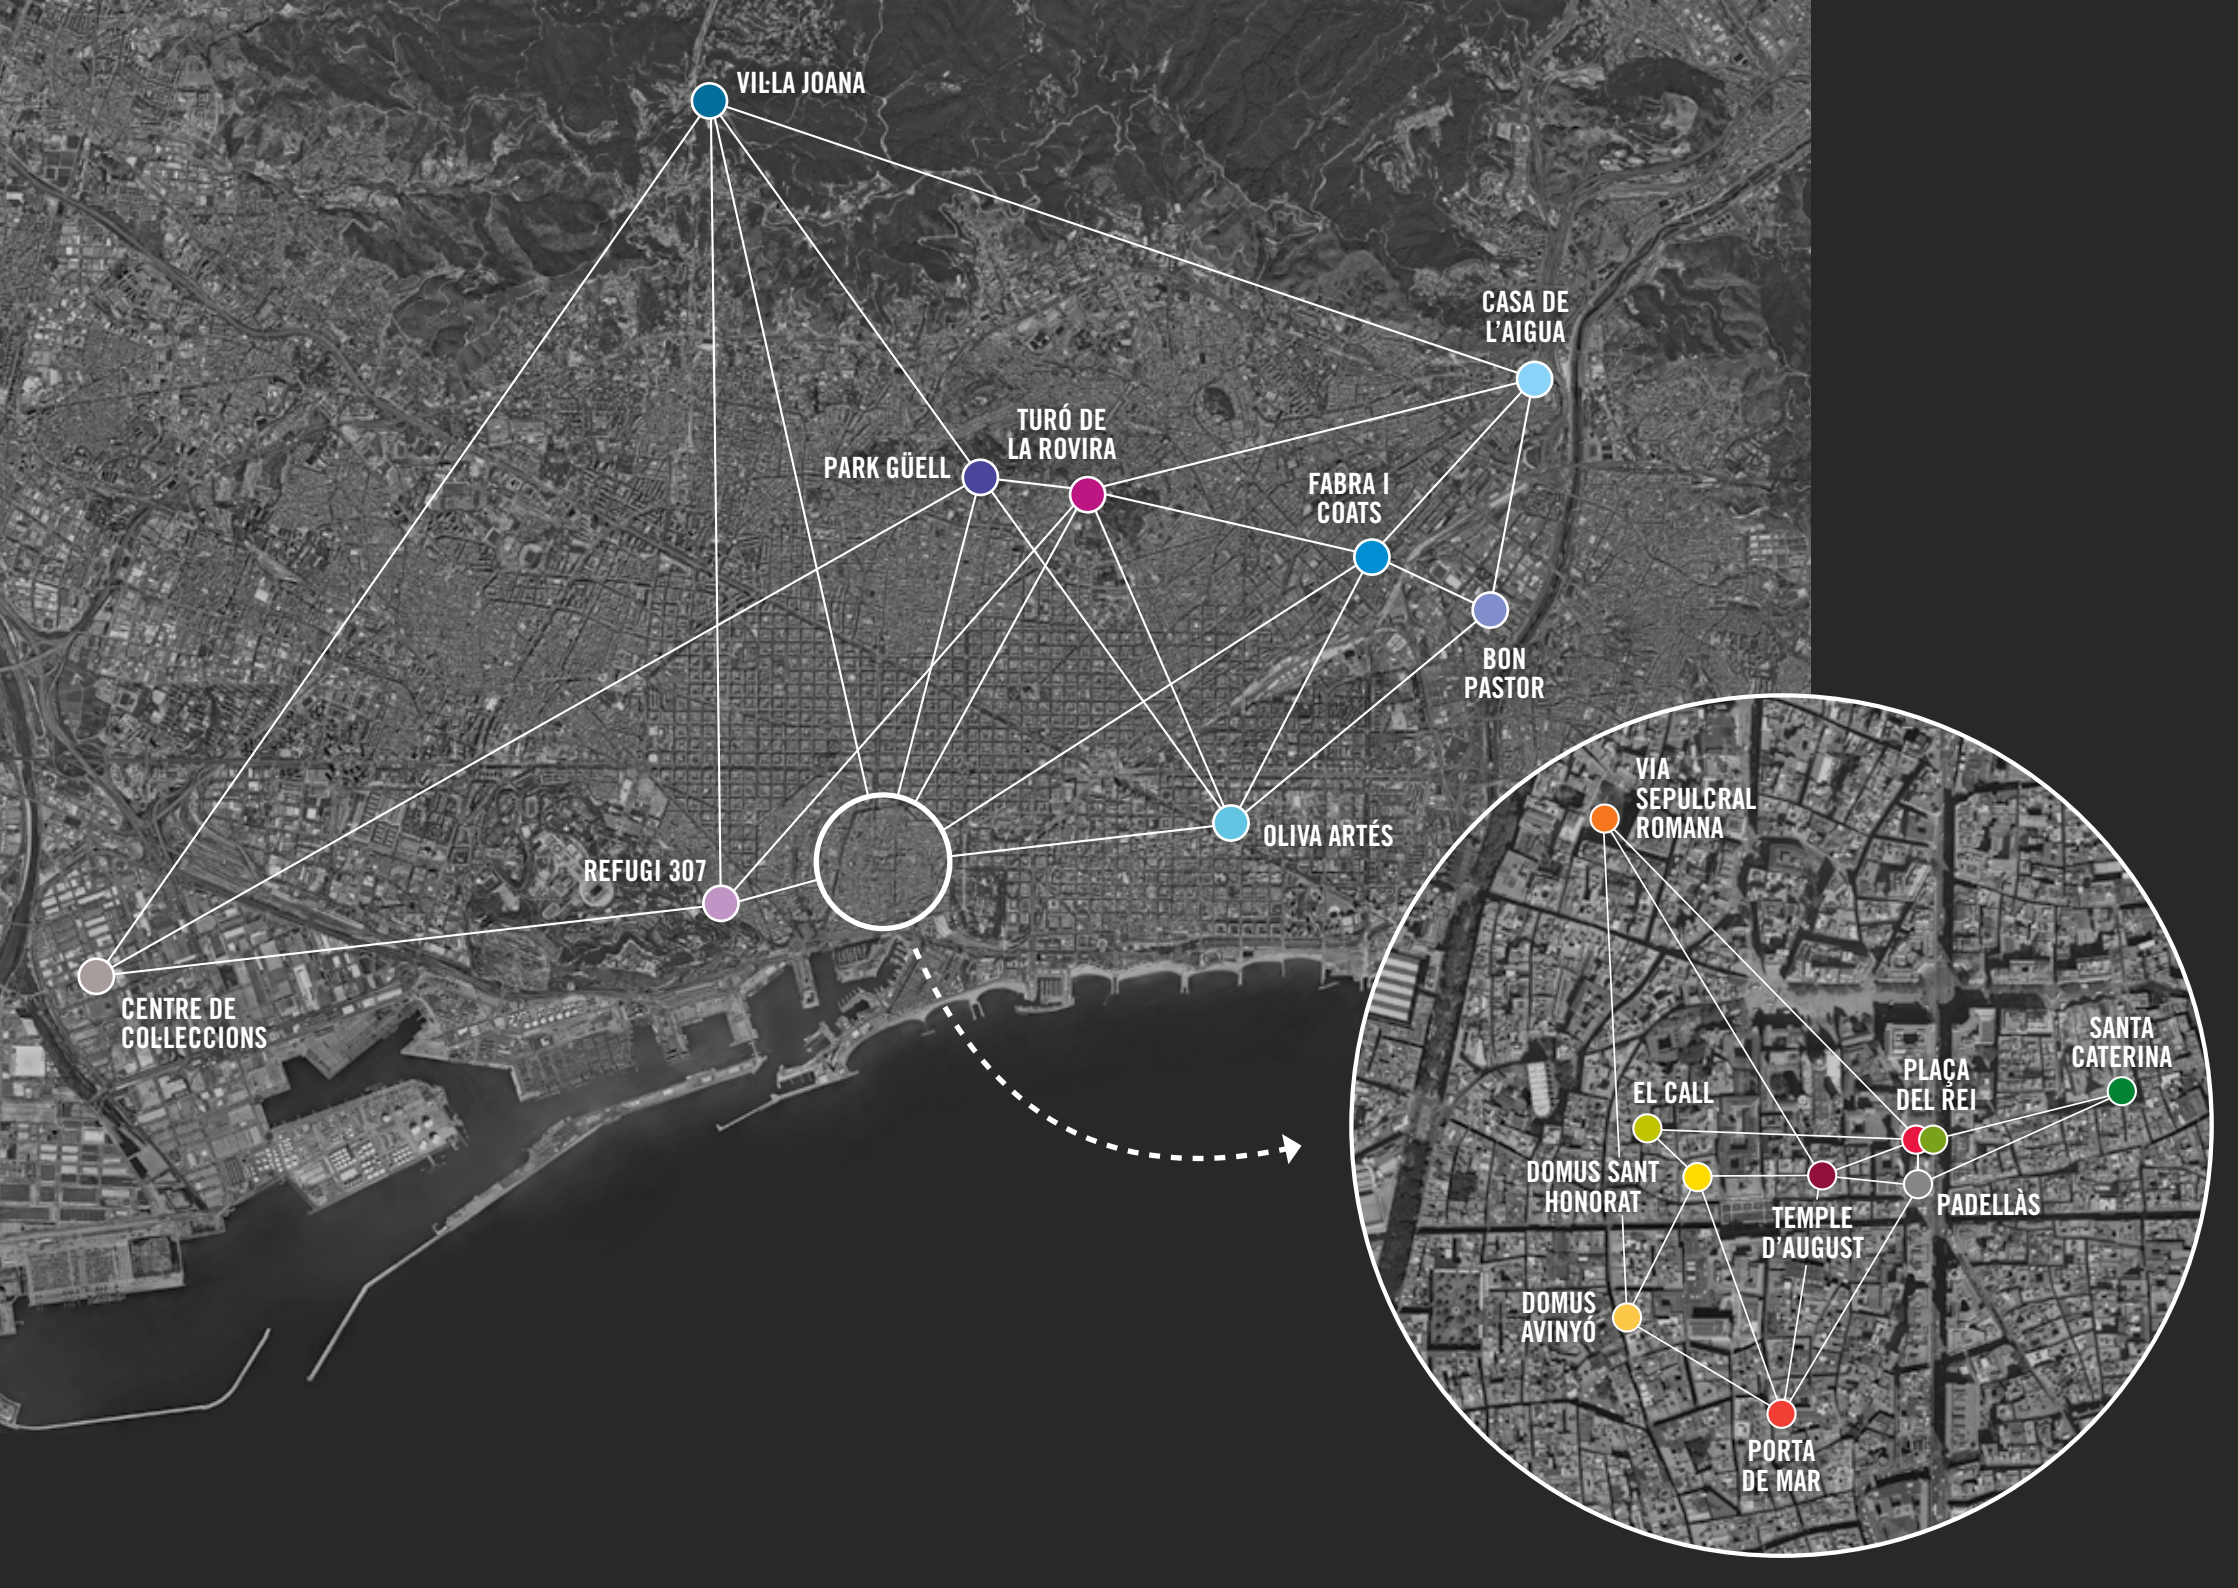 VIL·LA JOANA
CASA DE
L'AIGUA
TURÓ DE
LA ROVIRA
PARK GÜELL
FABRA I
COATS
BON
PASTOR
OLIVA ARTÉS
REFUGI 307
CENTRE DE
COL·LECCIONS
VIA
SEPULCRAL
ROMANA
SANTA
CATERINA
PLAÇA
DEL REI
EL CALL
DOMUS SANT
HONORAT
PADELLÀS
TEMPLE
D'AUGUST
DOMUS
AVINYÓ
PORTA
DE MAR